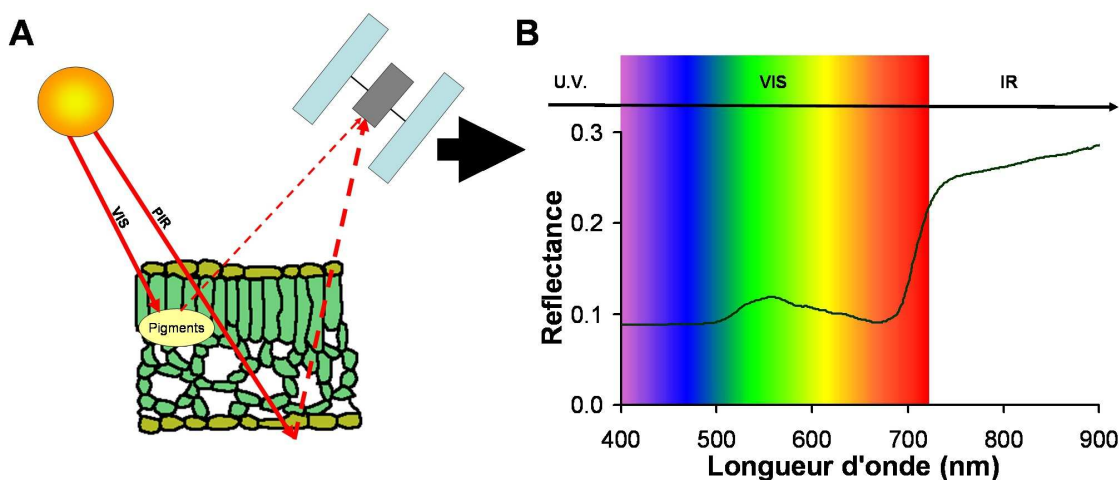 A
VIS
PIR
Pigments
B
U.V.
VIS
IR
Reflectance
0.3
0.2
0.1
0.0
400 500 600 700 800 900
Longueur d'onde (nm)